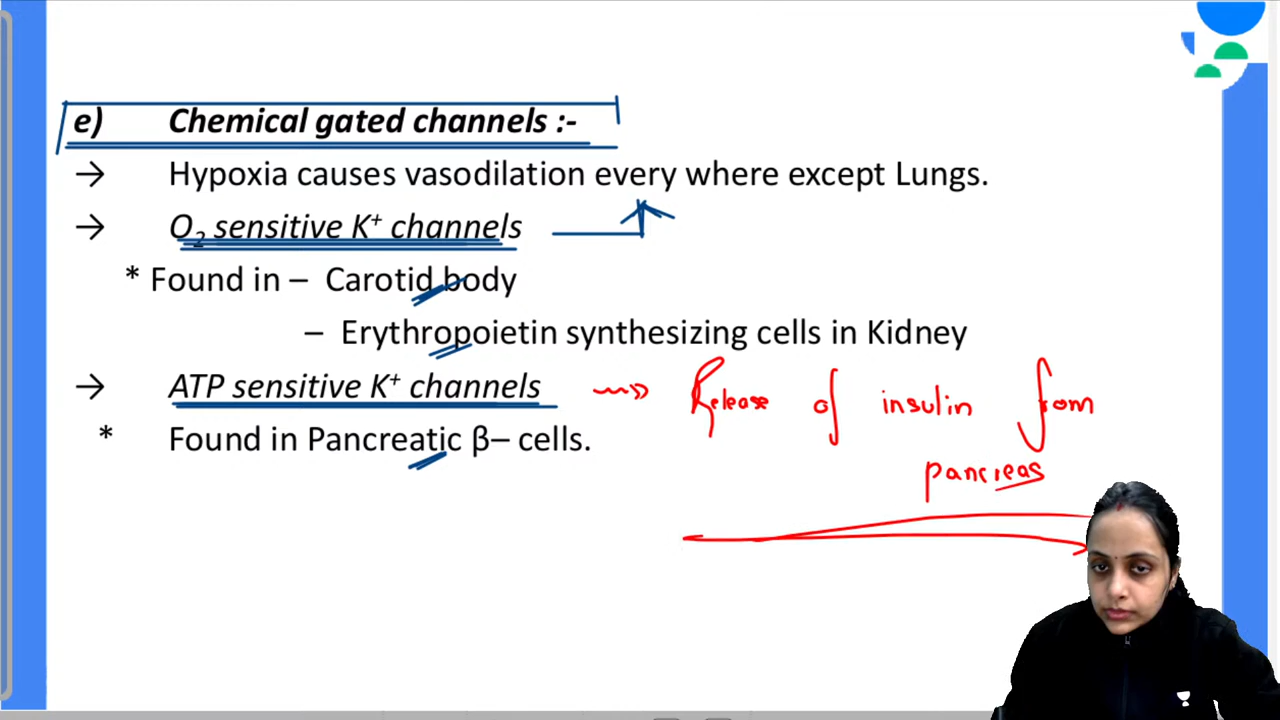 e) Chemical gated channels :-
→ Hypoxia causes vasodilation every where except Lungs.
→ O₂ sensitive K⁺ channels
* Found in – Carotid body
– Erythropoietin synthesizing cells in Kidney
→ ATP sensitive K⁺ channels Release of insulin from
pancreas
* Found in Pancreatic β– cells.